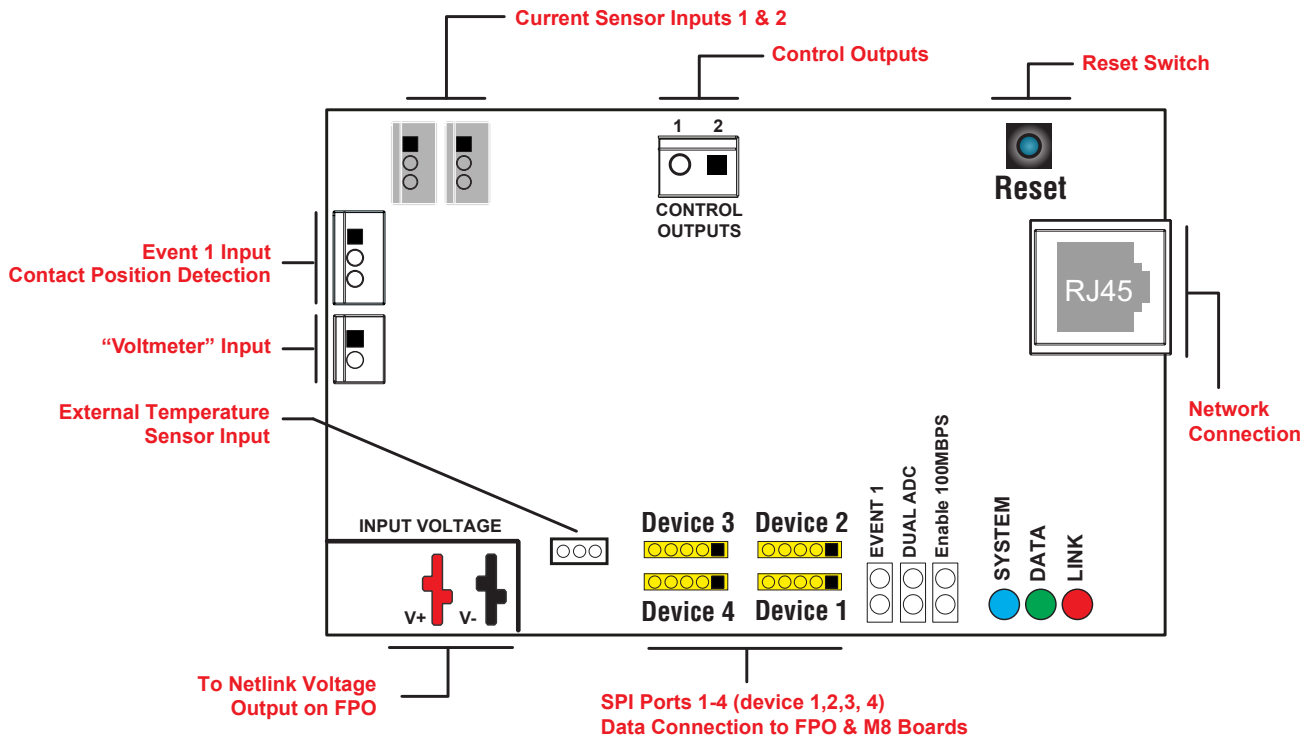 Current Sensor Inputs 1 & 2
Control Outputs
Reset Switch
1 2
CONTROL
OUTPUTS
Reset
Event 1 Input
Contact Position Detection
RJ45
“Voltmeter” Input
External Temperature
Sensor Input
Network
Connection
INPUT VOLTAGE
V+ V-
Device 3 Device 2
Device 4 Device 1
EVENT 1
DUAL ADC
Enable 100MBPS
SYSTEM
DATA
LINK
To Netlink Voltage
Output on FPO
SPI Ports 1-4 (device 1,2,3, 4)
Data Connection to FPO & M8 Boards